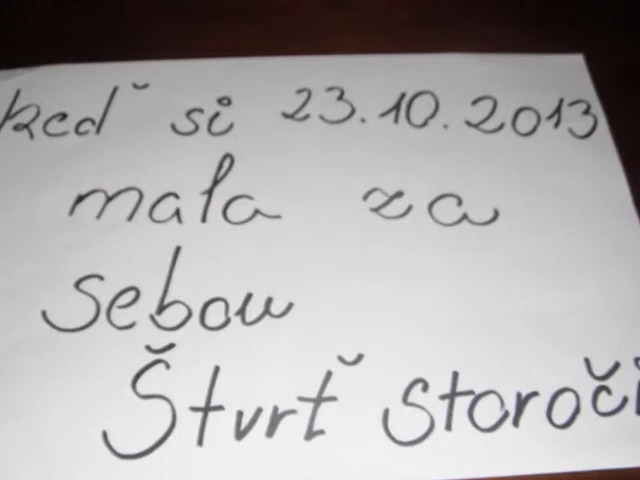 keď si 23.10.2013
mala za
sebou
Štvrť storoči